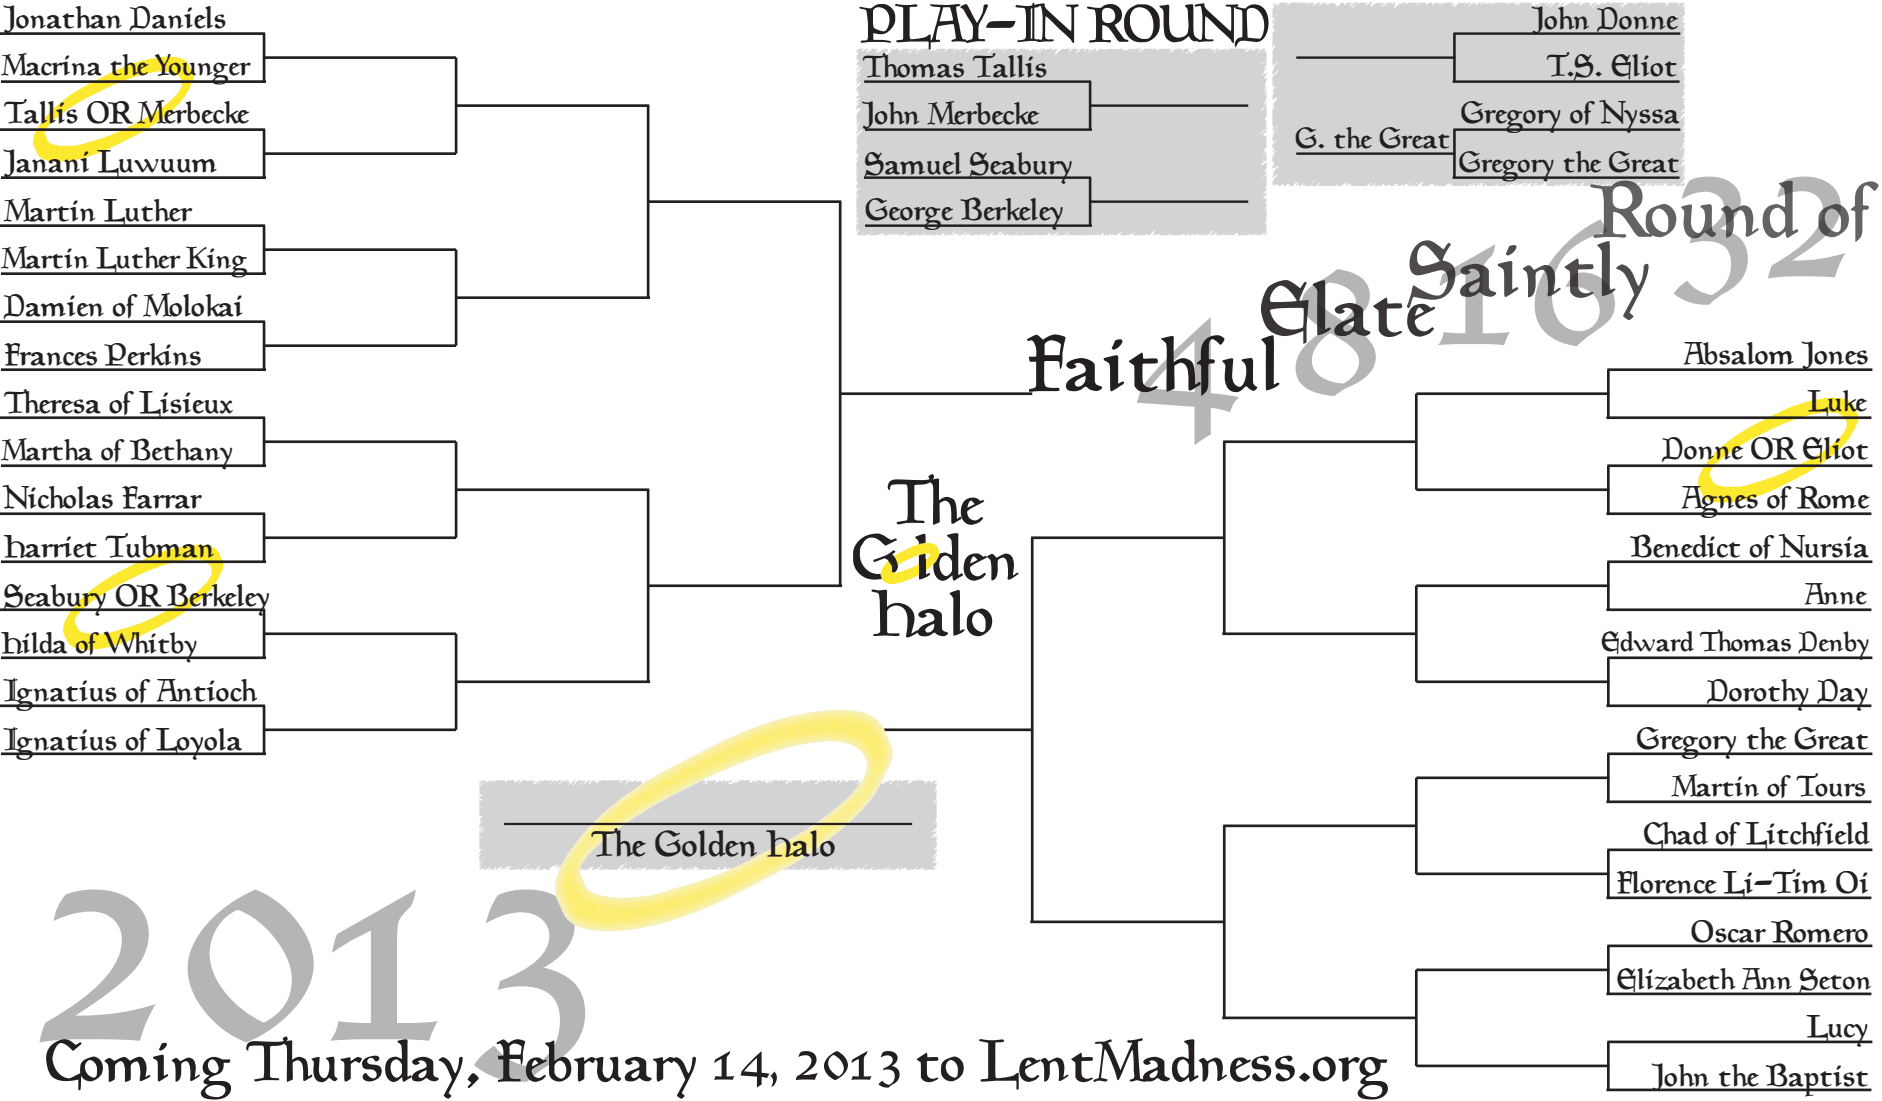 Jonathan Daniels
Macrina the Younger
Tallis OR Merbecke
Janani Luwuum
Martin Luther
Martin Luther King
Damien of Molokai
Frances Perkins
Theresa of Lisieux
Martha of Bethany
Nicholas Farrar
Harriet Tubman
Seabury OR Berkeley
Hilda of Whitby
Ignatius of Antioch
Ignatius of Loyola
PLAY-IN ROUND
Thomas Tallis
John Merbecke
Samuel Seabury
George Berkeley
John Donne
T.S. Eliot
Gregory of Nyssa
G. the Great
Gregory the Great
Round of 32
Saintly 16
Elate 8
Faithful 4
The
Golden
Halo
Absalom Jones
Luke
Donne OR Eliot
Agnes of Rome
Benedict of Nursia
Anne
Edward Thomas Denby
Dorothy Day
Gregory the Great
Martin of Tours
Chad of Litchfield
Florence Li-Tim Oi
Oscar Romero
Elizabeth Ann Seton
Lucy
John the Baptist
The Golden Halo
2013
Coming Thursday, February 14, 2013 to LentMadness.org